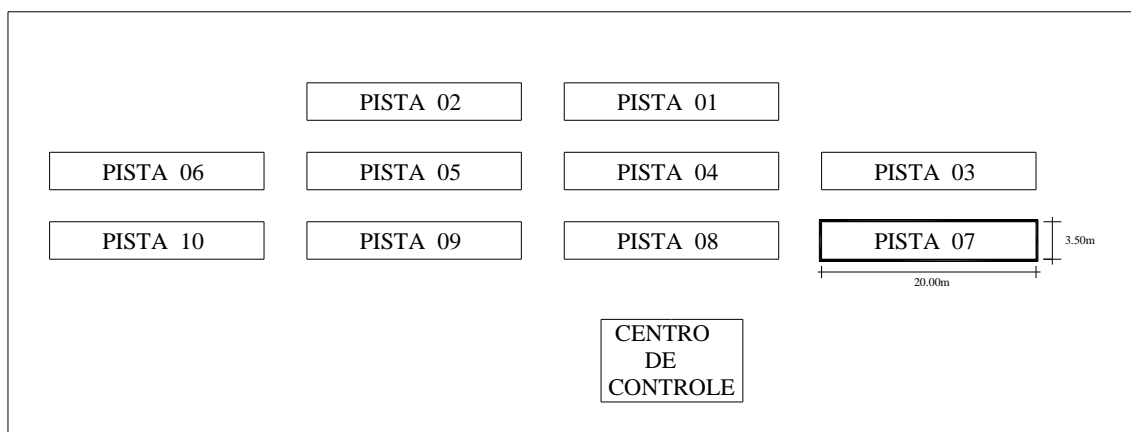 PISTA 02
PISTA 01
PISTA 06
PISTA 05
PISTA 04
PISTA 03
PISTA 10
PISTA 09
PISTA 08
PISTA 07
3.50m
20.00m
CENTRO
DE
CONTROLE